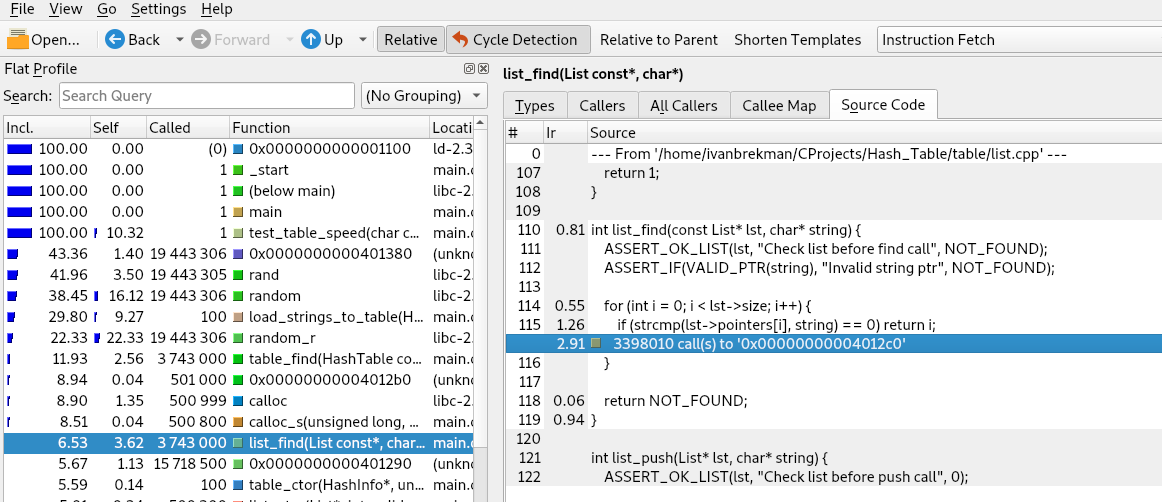 File View Go Settings Help
Open... Back Forward Up Relative Cycle Detection Relative to Parent Shorten Templates Instruction Fetch
Flat Profile
Search: Search Query (No Grouping)
Incl. Self Called Function Locati
100.00 0.00 (0) 0x0000000000001100 ld-2.3
100.00 0.00 1 _start main.c
100.00 0.00 1 (below main) libc-2.
100.00 0.00 1 main main.c
100.00 10.32 1 test_table_speed(char c... main.c
43.36 1.40 19 443 306 0x0000000000401380 (unkno
41.96 3.50 19 443 305 rand libc-2.
38.45 16.12 19 443 306 random libc-2.
29.80 9.27 100 load_strings_to_table(H... main.c
22.33 22.33 19 443 306 random_r libc-2.
11.93 2.56 3 743 000 table_find(HashTable co... main.c
8.94 0.04 501 000 0x00000000004012b0 (unkno
8.90 1.35 500 999 calloc libc-2.
8.51 0.04 500 800 calloc_s(unsigned long, ... main.c
6.53 3.62 3 743 000 list_find(List const*, char... main.c
5.67 1.13 15 718 500 0x0000000000401290 (unkno
5.59 0.14 100 table_ctor(HashInfo*, un... main.c
list_find(List const*, char*)
Types Callers All Callers Callee Map Source Code
# Ir Source
0 --- From '/home/ivanbrekman/CProjects/Hash_Table/table/list.cpp' ---
107 return 1;
108 }
109
110 0.81 int list_find(const List* lst, char* string) {
111 ASSERT_OK_LIST(lst, "Check list before find call", NOT_FOUND);
112 ASSERT_IF(VALID_PTR(string), "Invalid string ptr", NOT_FOUND);
113
114 0.55 for (int i = 0; i < lst->size; i++) {
115 1.26 if (strcmp(lst->pointers[i], string) == 0) return i;
2.91 3398010 call(s) to '0x00000000004012c0'
116 }
117
118 0.06 return NOT_FOUND;
119 0.94 }
120
121 int list_push(List* lst, char* string) {
122 ASSERT_OK_LIST(lst, "Check list before push call", 0);